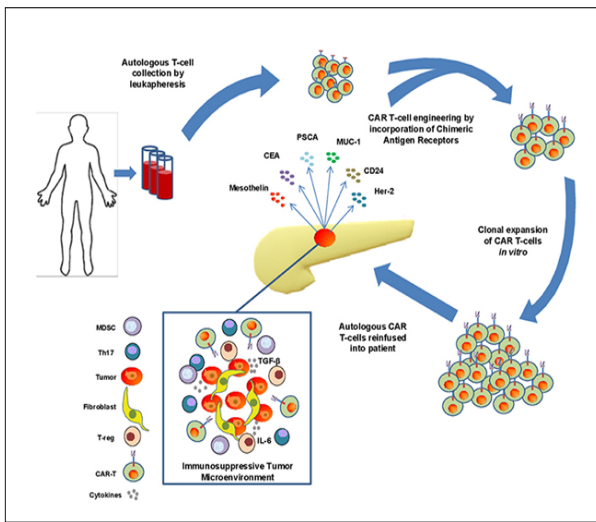 Autologous T-cell
collection by
leukapheresis
CAR T-cell engineering by
incorporation of Chimeric
Antigen Receptors
PSCA
MUC-1
CEA
CD24
Mesothelin
Her-2
Clonal expansion
of CAR T-cells
in vitro
Autologous CAR
T-cells reinfused
into patient
MDSC
Th17
Tumor
Fibroblast
T-reg
CAR-T
Cytokines
TGF-β
IL-6
Immunosuppressive Tumor
Microenvironment